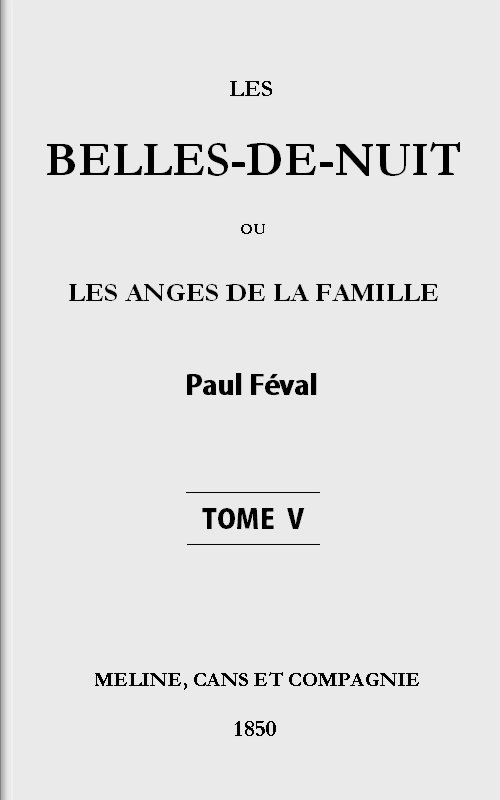 LES
BELLES-DE-NUIT
OU
LES ANGES DE LA FAMILLE
Paul Féval
TOME V
MELINE, CANS ET COMPAGNIE
1850